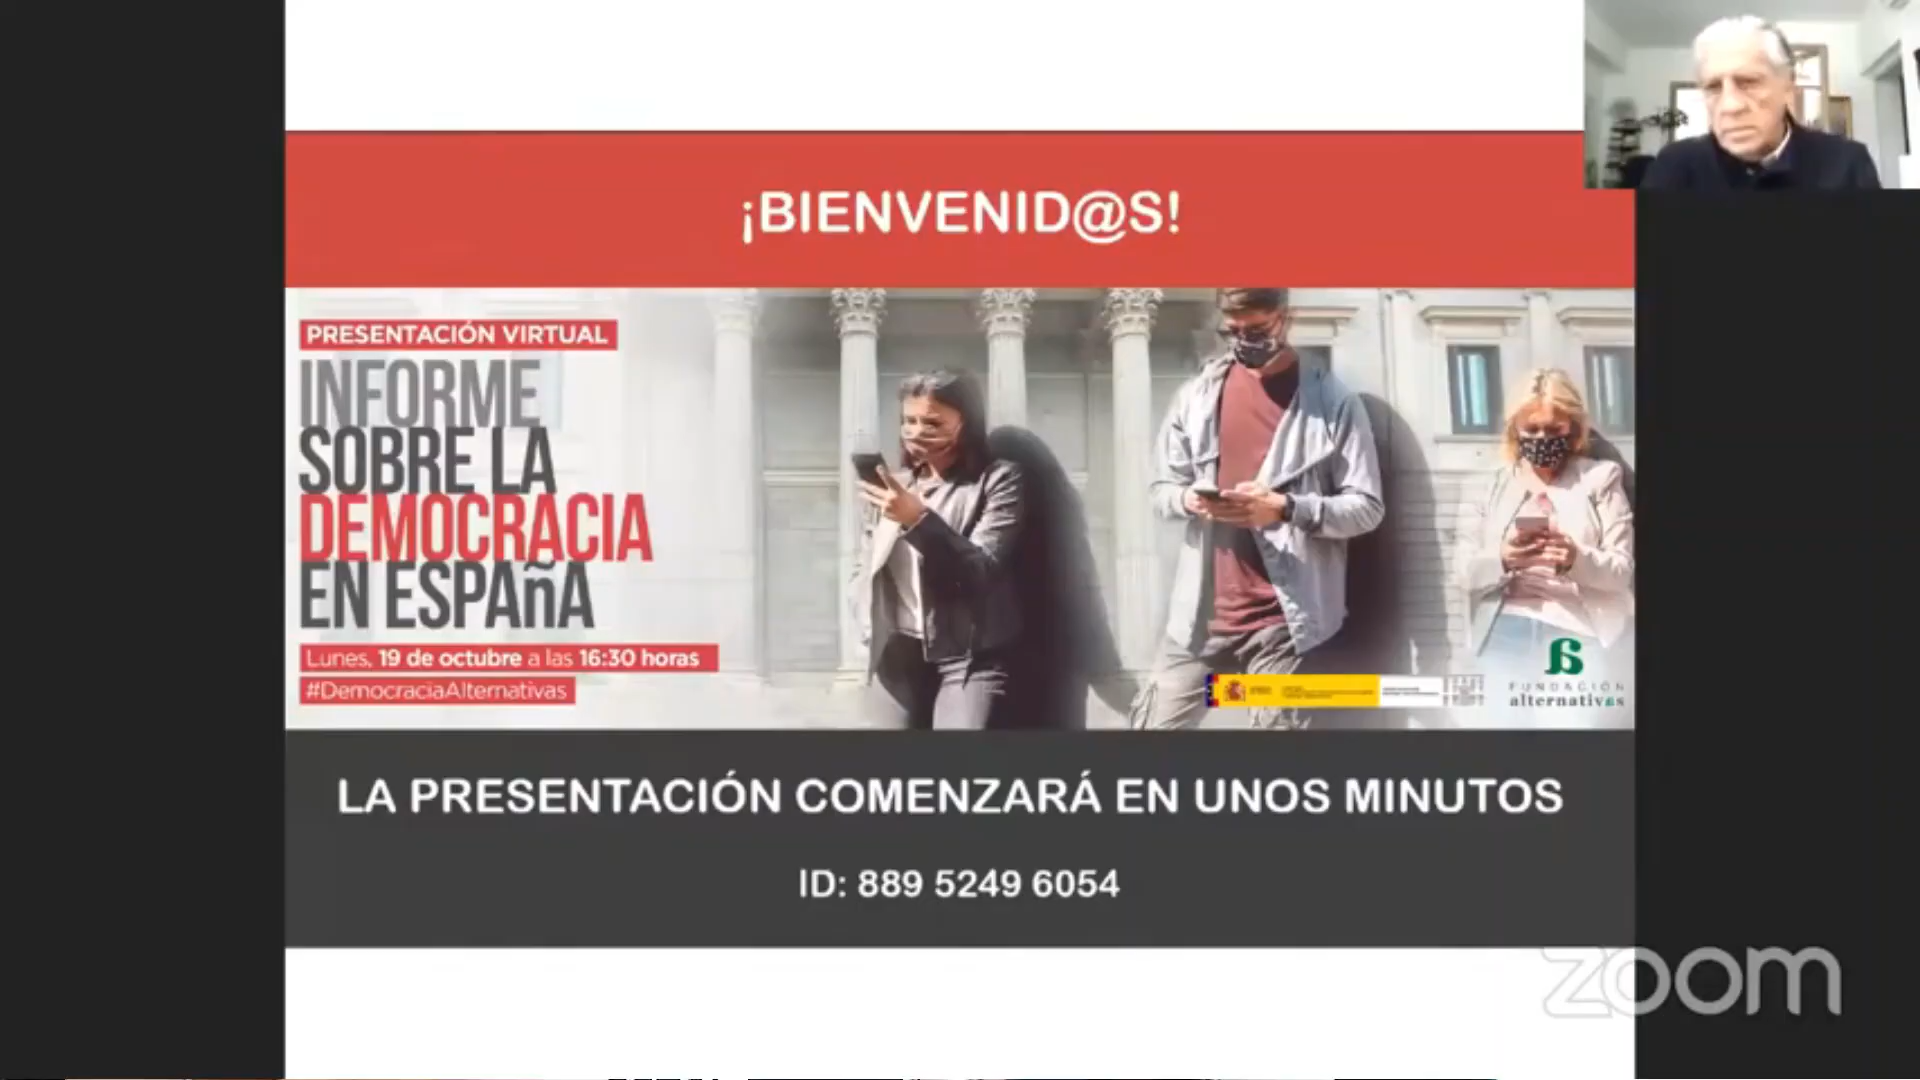 ¡BIENVENID@S!
PRESENTACIÓN VIRTUAL
INFORME
SOBRE LA
DEMOCRACIA
EN ESPAñA
Lunes, 19 de octubre a las 16:30 horas
#DemocraciaAlternativas
FUNDACIÓN
alternativas
LA PRESENTACIÓN COMENZARÁ EN UNOS MINUTOS
ID: 889 5249 6054
zoom